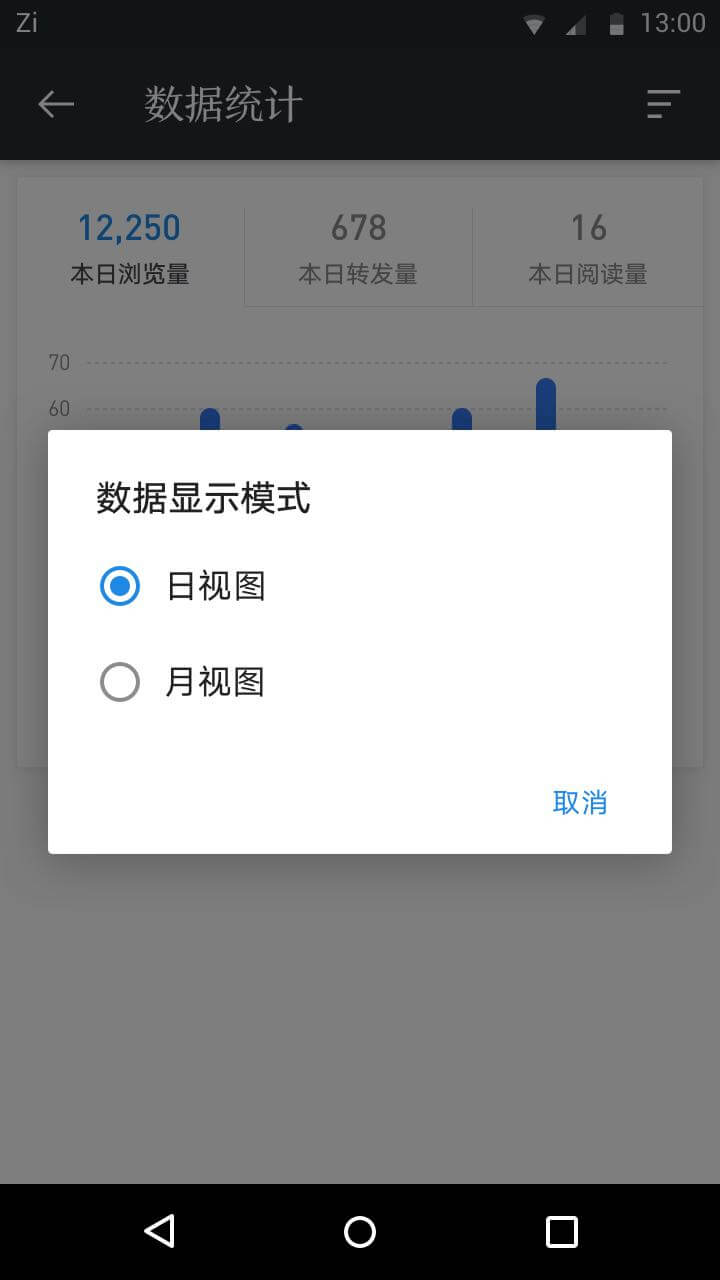 Zi 13:00
数据统计
12,250 678 16
本日浏览量 本日转发量 本日阅读量
70
60
数据显示模式
日视图
月视图
取消